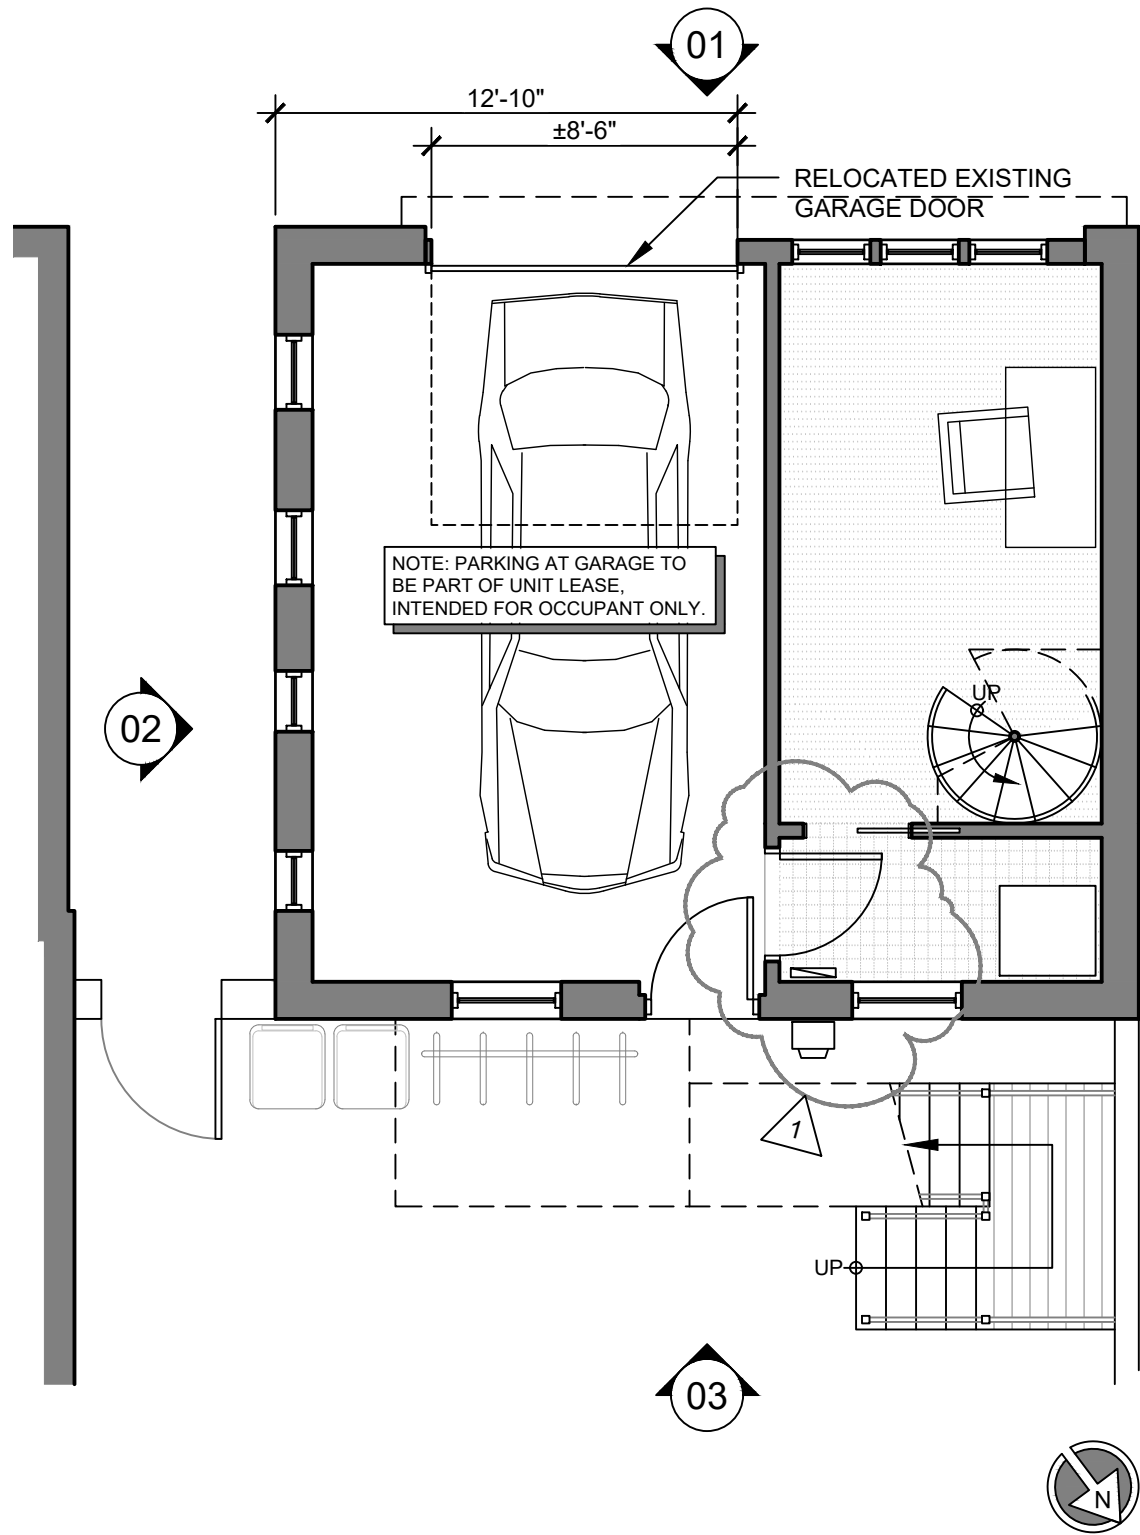 01
12'-10"
±8'-6"
RELOCATED EXISTING
GARAGE DOOR
NOTE: PARKING AT GARAGE TO
BE PART OF UNIT LEASE,
INTENDED FOR OCCUPANT ONLY.
UP
02
1
UP
03
N